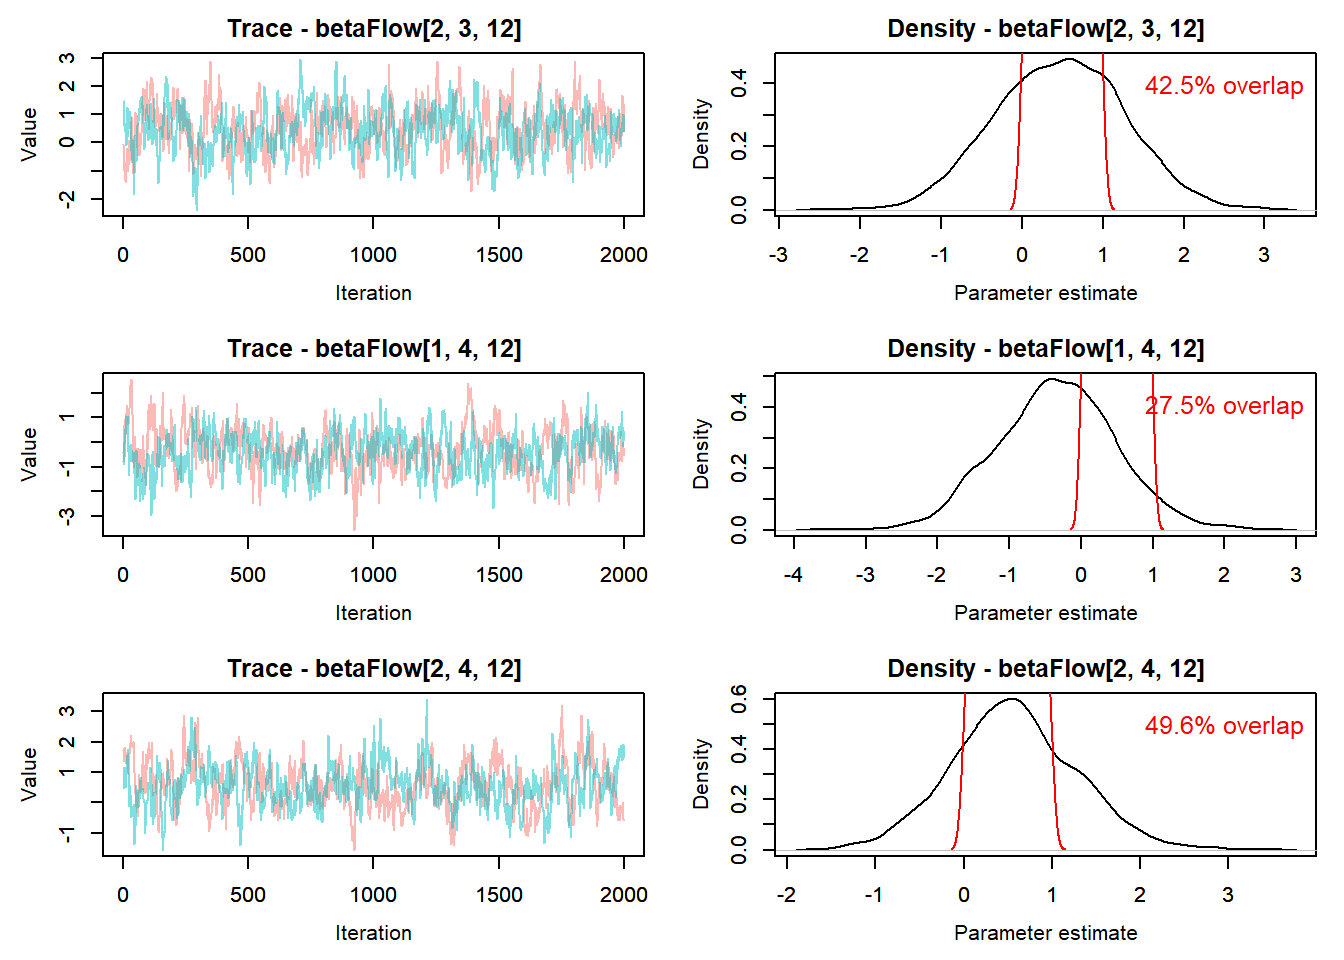 Trace - betaFlow[2, 3, 12]
Value
3
2
1
0
-2
0
500
1000
1500
2000
Iteration
Density - betaFlow[2, 3, 12]
42.5% overlap
Density
0.4
0.2
0.0
-3
-2
-1
0
1
2
3
Parameter estimate
Trace - betaFlow[1, 4, 12]
Value
1
-1
-3
0
500
1000
1500
2000
Iteration
Density - betaFlow[1, 4, 12]
27.5% overlap
Density
0.4
0.2
0.0
-4
-3
-2
-1
0
1
2
3
Parameter estimate
Trace - betaFlow[2, 4, 12]
Value
3
2
1
-1
0
500
1000
1500
2000
Iteration
Density - betaFlow[2, 4, 12]
49.6% overlap
Density
0.6
0.4
0.2
0.0
-2
-1
0
1
2
3
Parameter estimate